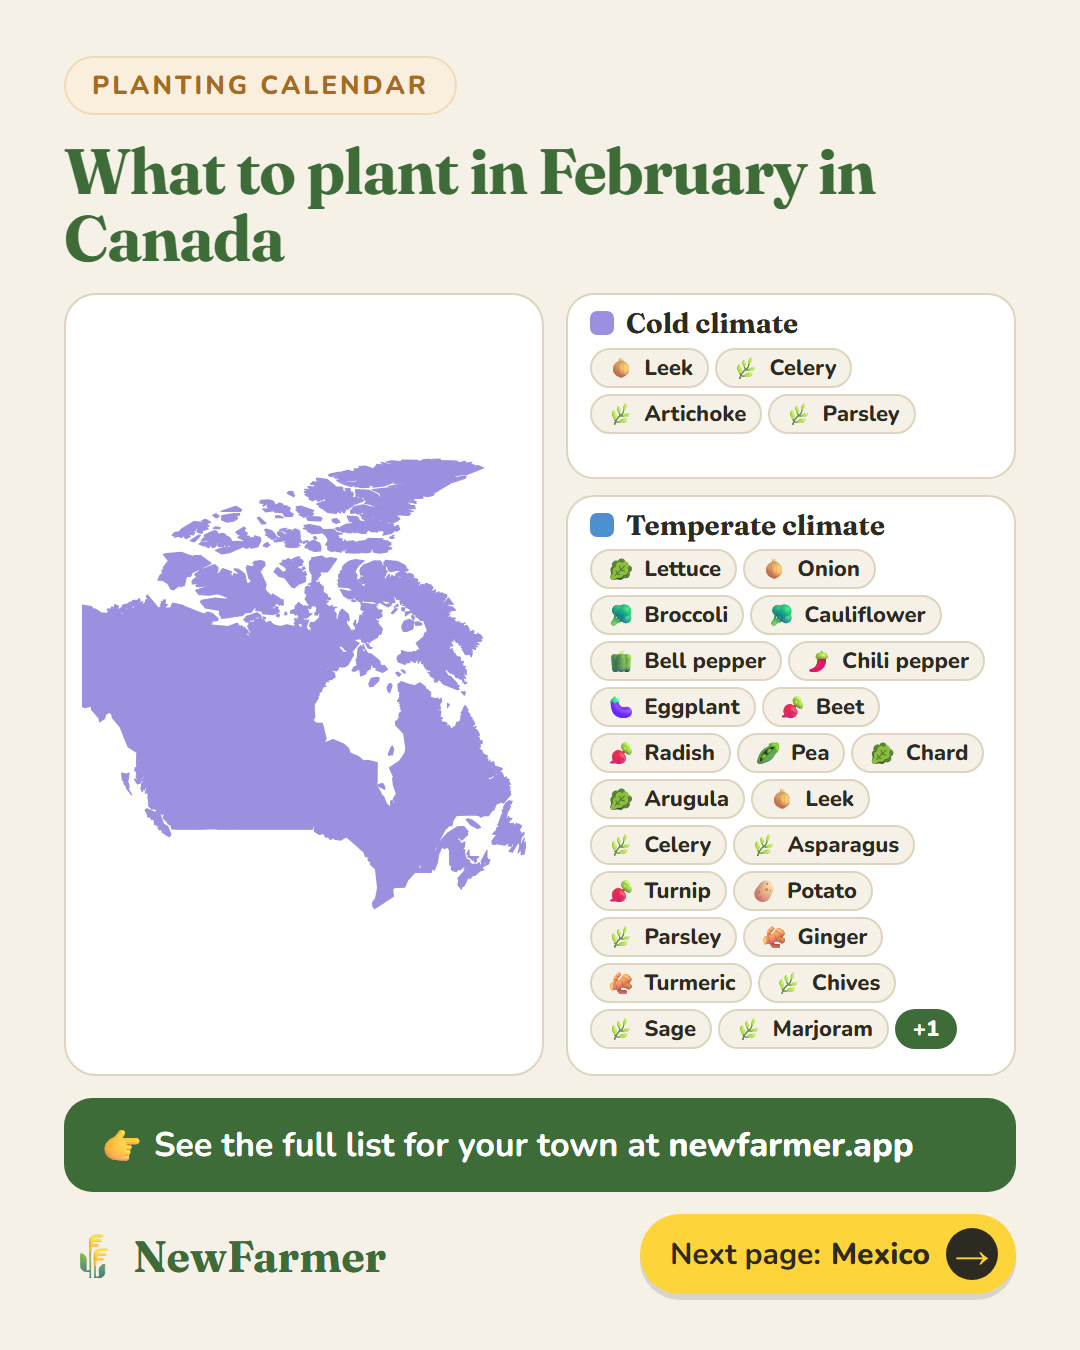 PLANTING CALENDAR
What to plant in February in
Canada
Cold climate
Leek Celery
Artichoke Parsley
Temperate climate
Lettuce Onion
Broccoli Cauliflower
Bell pepper Chili pepper
Eggplant Beet
Radish Pea Chard
Arugula Leek
Celery Asparagus
Turnip Potato
Parsley Ginger
Turmeric Chives
Sage Marjoram +1
See the full list for your town at newfarmer.app
NewFarmer
Next page: Mexico →